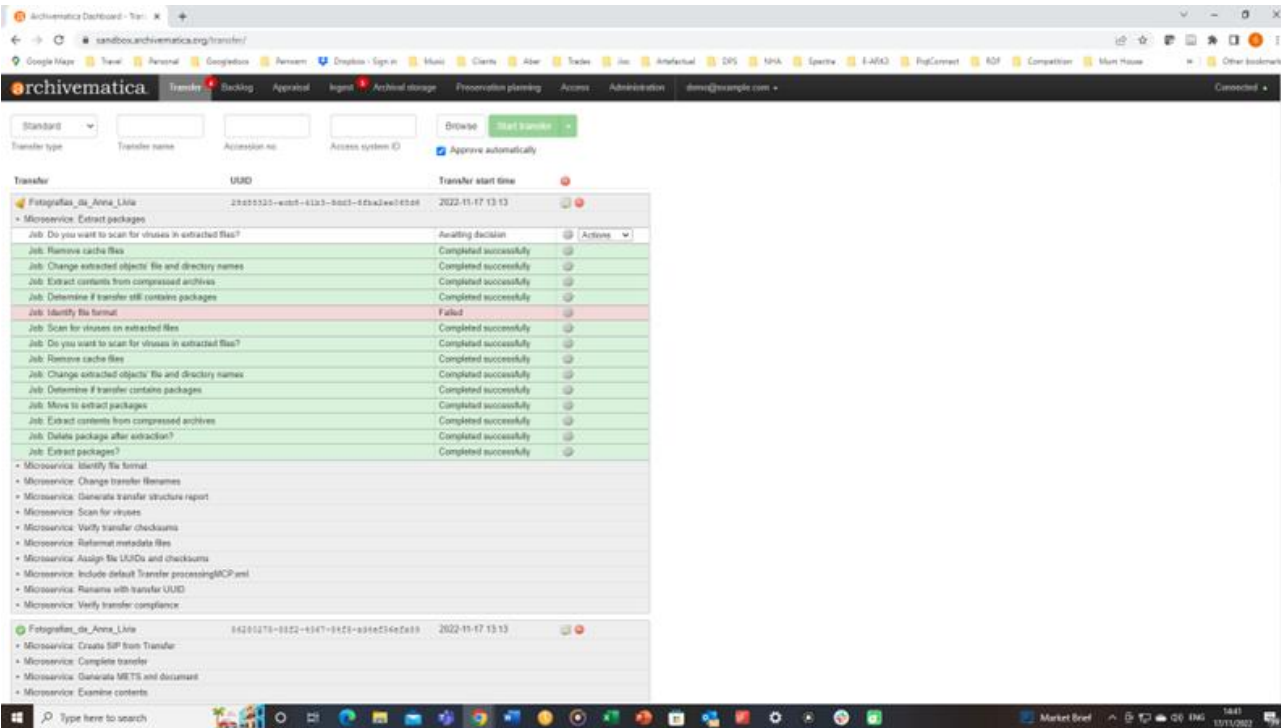 Archivematica Dashboard - Tran
sandbox.archivematica.org/transfer/
Google Maps Travel Personal Googledocs Penwern Dropbox - Sign in Music Clients Aber Trades Artefactual DPS NHA Spectra E-ARK3 RDF Competition Mum House Other bookmark
archivematica Transfer Backlog Appraisal Ingest Archival storage Preservation planning Access Administration demo@example.com Connected
Standard Browse Start transfer
Transfer type Transfer name Accession no. Access system ID Approve automatically
Transfer UUID Transfer start time
Fotografias_da_Anna_Livia 2022-11-17 13:13
Microservice: Extract packages
Job: Do you want to scan for viruses in extracted files? Awaiting decision Actions
Job: Remove cache files Completed successfully
Job: Change extracted objects' file and directory names Completed successfully
Job: Extract contents from compressed archives Completed successfully
Job: Determine if transfer still contains packages Completed successfully
Job: Identify file format Failed
Job: Scan for viruses on extracted files Completed successfully
Job: Do you want to scan for viruses in extracted files? Completed successfully
Job: Remove cache files Completed successfully
Job: Change extracted objects' file and directory names Completed successfully
Job: Determine if transfer contains packages Completed successfully
Job: Move to extract packages Completed successfully
Job: Extract contents from compressed archives Completed successfully
Job: Delete package after extraction? Completed successfully
Job: Extract packages? Completed successfully
Microservice: Identify file format
Microservice: Change transfer filenames
Microservice: Generate transfer structure report
Microservice: Scan for viruses
Microservice: Verify transfer checksums
Microservice: Reformat metadata files
Microservice: Assign file UUIDs and checksums
Microservice: Include default Transfer processingMCP.xml
Microservice: Rename with transfer UUID
Microservice: Verify transfer compliance
Fotografias_da_Anna_Livia 2022-11-17 13:13
Microservice: Create SIP from Transfer
Microservice: Complete transfer
Microservice: Generate METS.xml document
Microservice: Examine contents
Type here to search Market Brief ENG 14:41
17/11/2022